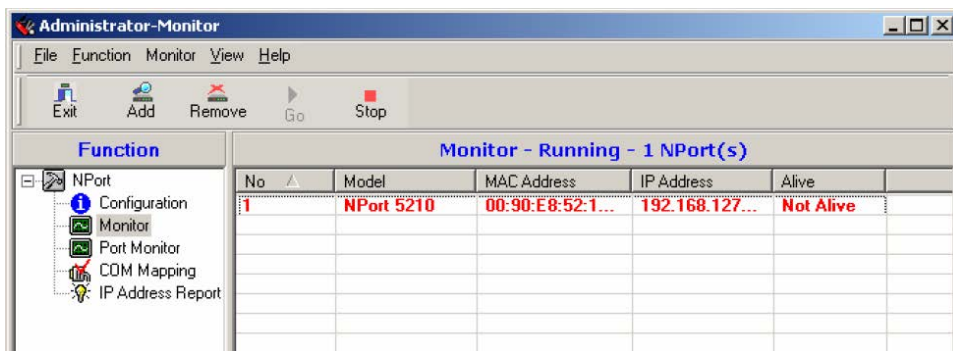 Administrator-Monitor
File Function Monitor View Help
Exit Add Remove Go Stop
Function
Monitor - Running - 1 NPort(s)
NPort
Configuration
Monitor
Port Monitor
COM Mapping
IP Address Report
No Model MAC Address IP Address Alive
1 NPort 5210 00:90:E8:52:1... 192.168.127... Not Alive